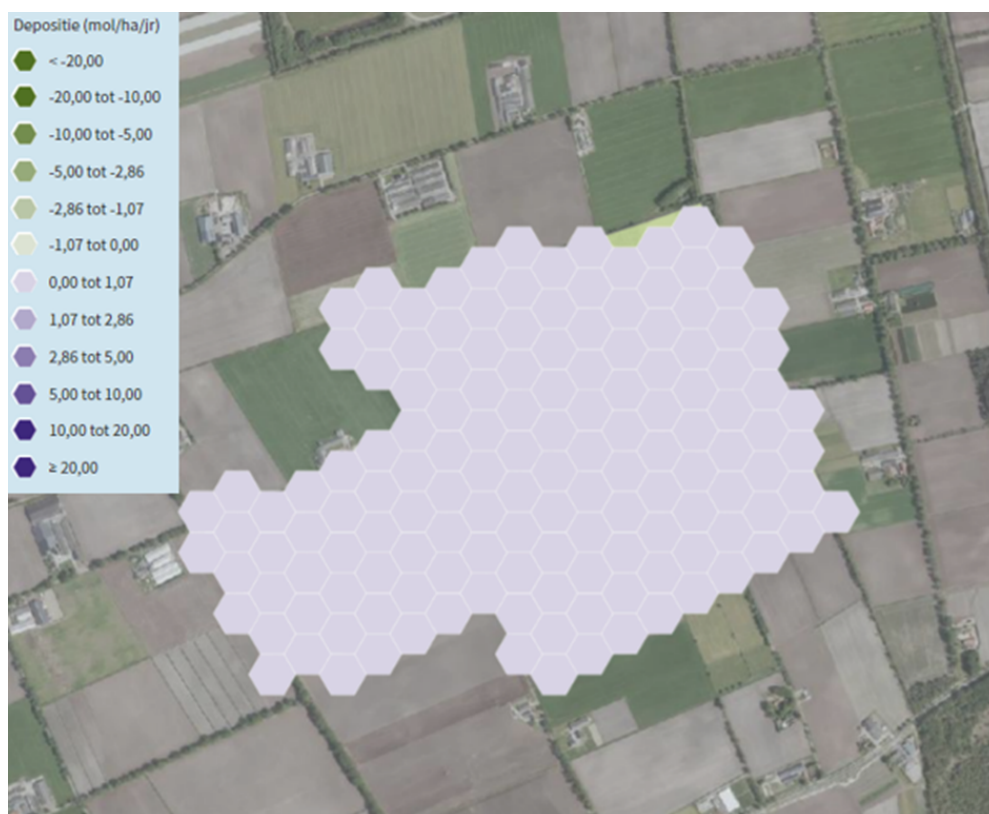 Depositie (mol/ha/jr)
< -20,00
-20,00 tot -10,00
-10,00 tot -5,00
-5,00 tot -2,86
-2,86 tot -1,07
-1,07 tot 0,00
0,00 tot 1,07
1,07 tot 2,86
2,86 tot 5,00
5,00 tot 10,00
10,00 tot 20,00
≥ 20,00